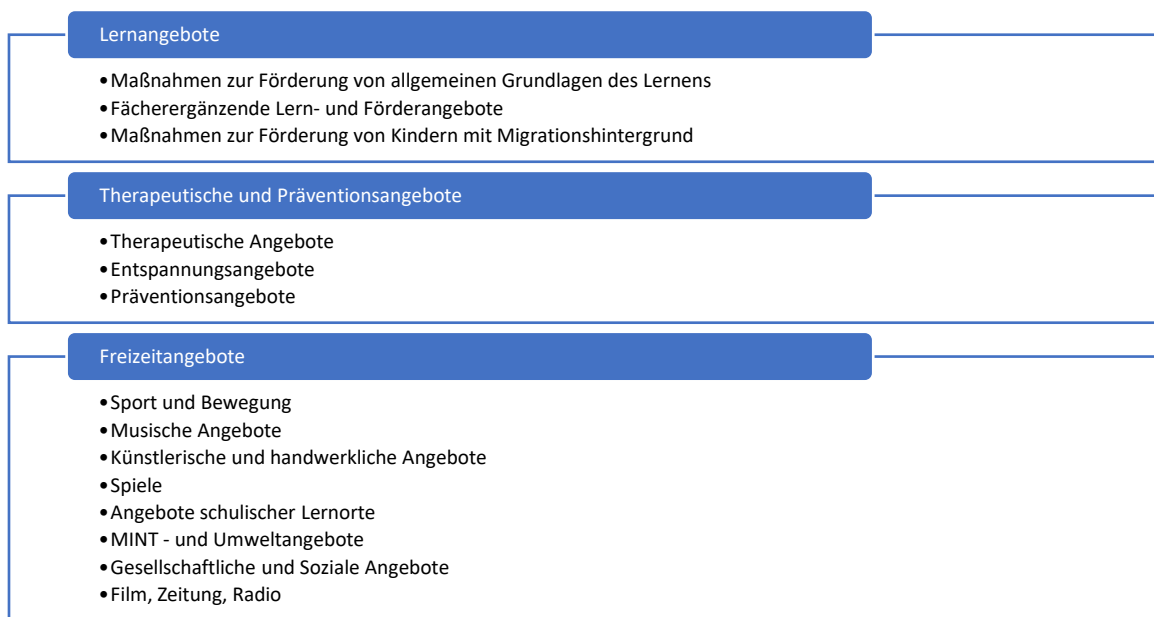 Lernangebote
•Maßnahmen zur Förderung von allgemeinen Grundlagen des Lernens
•Fächerergänzende Lern- und Förderangebote
•Maßnahmen zur Förderung von Kindern mit Migrationshintergrund
Therapeutische und Präventionsangebote
•Therapeutische Angebote
•Entspannungsangebote
•Präventionsangebote
Freizeitangebote
•Sport und Bewegung
•Musische Angebote
•Künstlerische und handwerkliche Angebote
•Spiele
•Angebote schulischer Lernorte
•MINT - und Umweltangebote
•Gesellschaftliche und Soziale Angebote
•Film, Zeitung, Radio